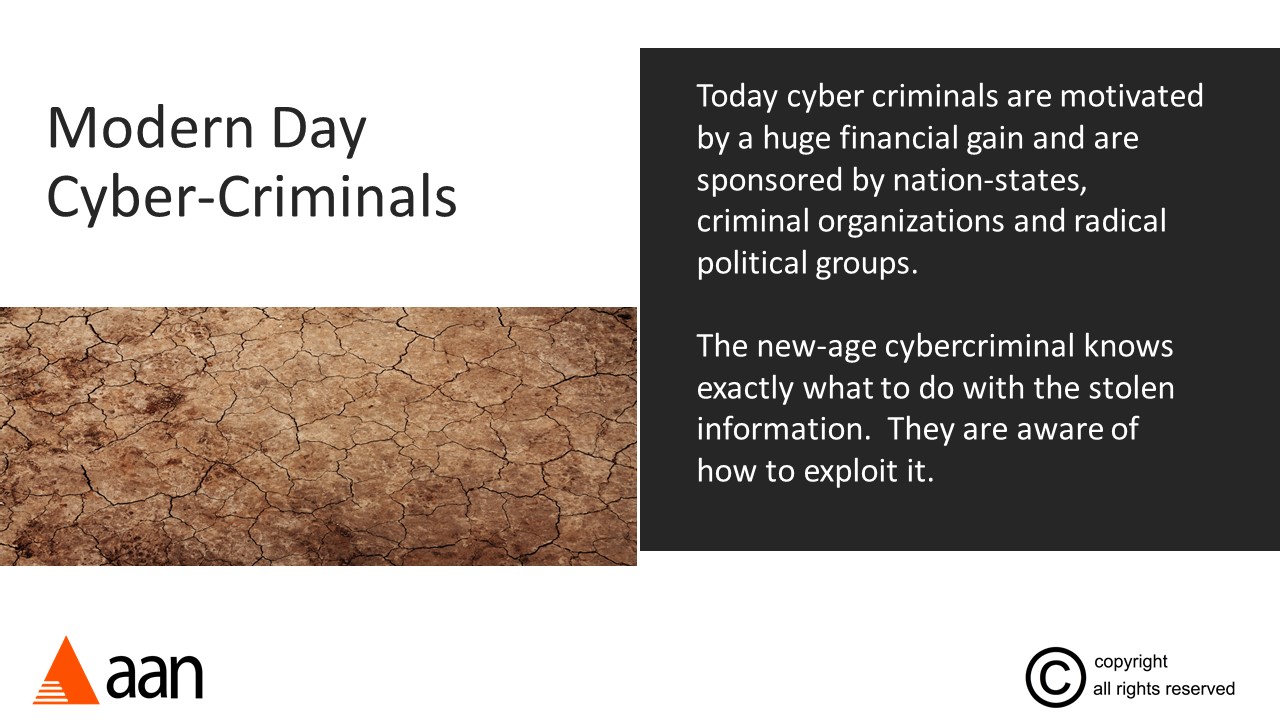 Modern Day
Cyber-Criminals
Today cyber criminals are motivated
by a huge financial gain and are
sponsored by nation-states,
criminal organizations and radical
political groups.
The new-age cybercriminal knows
exactly what to do with the stolen
information.  They are aware of
how to exploit it.
aan
© copyright
all rights reserved